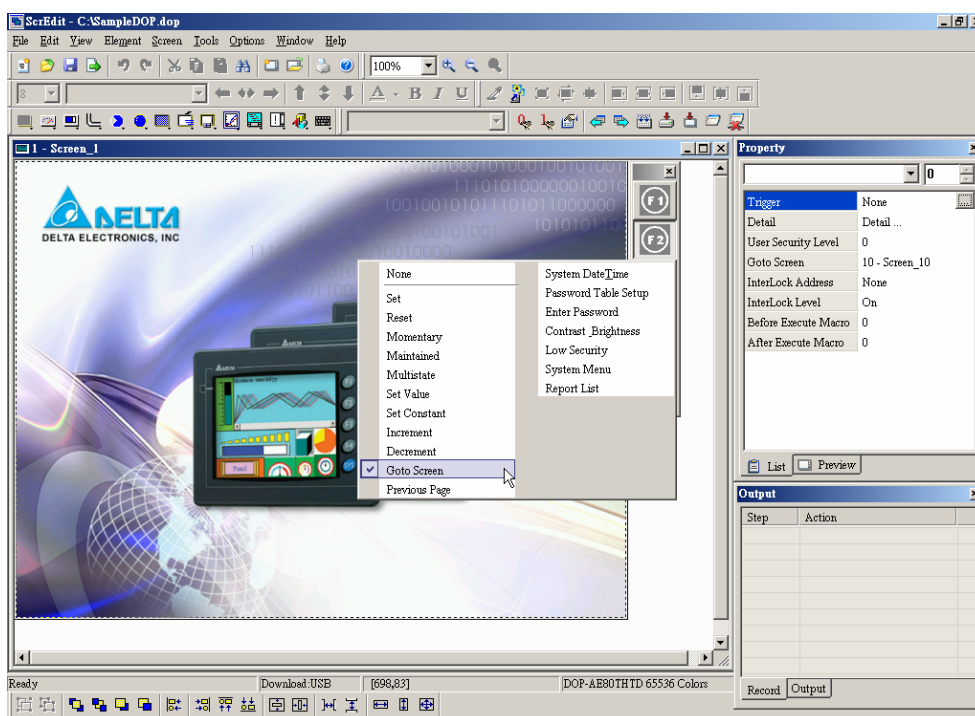 ScrEdit - C:\SampleDOP.dop
File Edit View Element Screen Tools Options Window Help
100%
8
1 - Screen_1
DELTA
DELTA ELECTRONICS, INC
F1
F2
None
Set
Reset
Momentary
Maintained
Multistate
Set Value
Set Constant
Increment
Decrement
Goto Screen
Previous Page
System DateTime
Password Table Setup
Enter Password
Contrast_Brightness
Low Security
System Menu
Report List
Property
0
Trigger None
Detail Detail ...
User Security Level 0
Goto Screen 10 - Screen_10
InterLock Address None
InterLock Level On
Before Execute Macro 0
After Execute Macro 0
List Preview
Output
Step Action
Record Output
Ready Download:USB [698,83] DOP-AE80THTD 65536 Colors